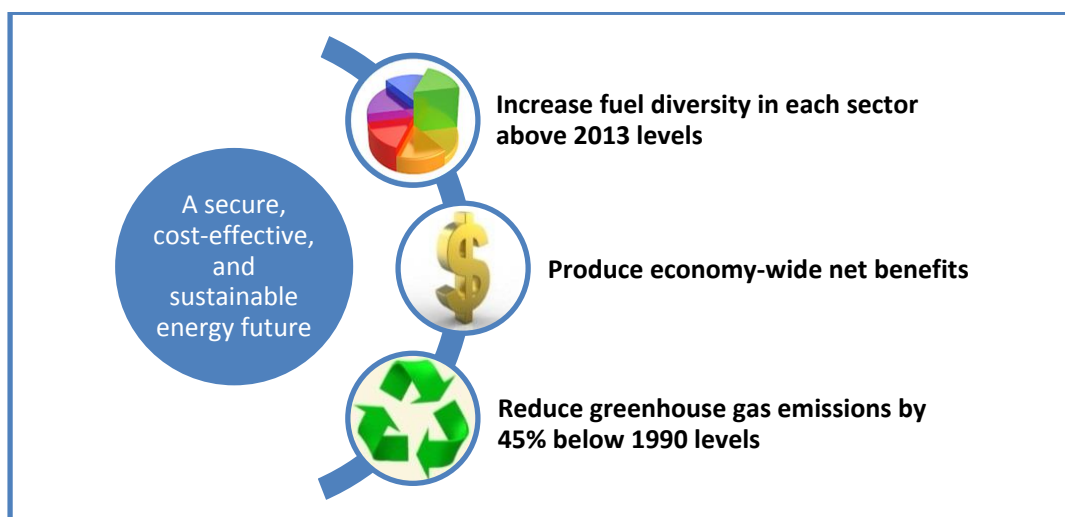 A secure,
cost-effective,
and
sustainable
energy future
Increase fuel diversity in each sector
above 2013 levels
Produce economy-wide net benefits
Reduce greenhouse gas emissions by
45% below 1990 levels